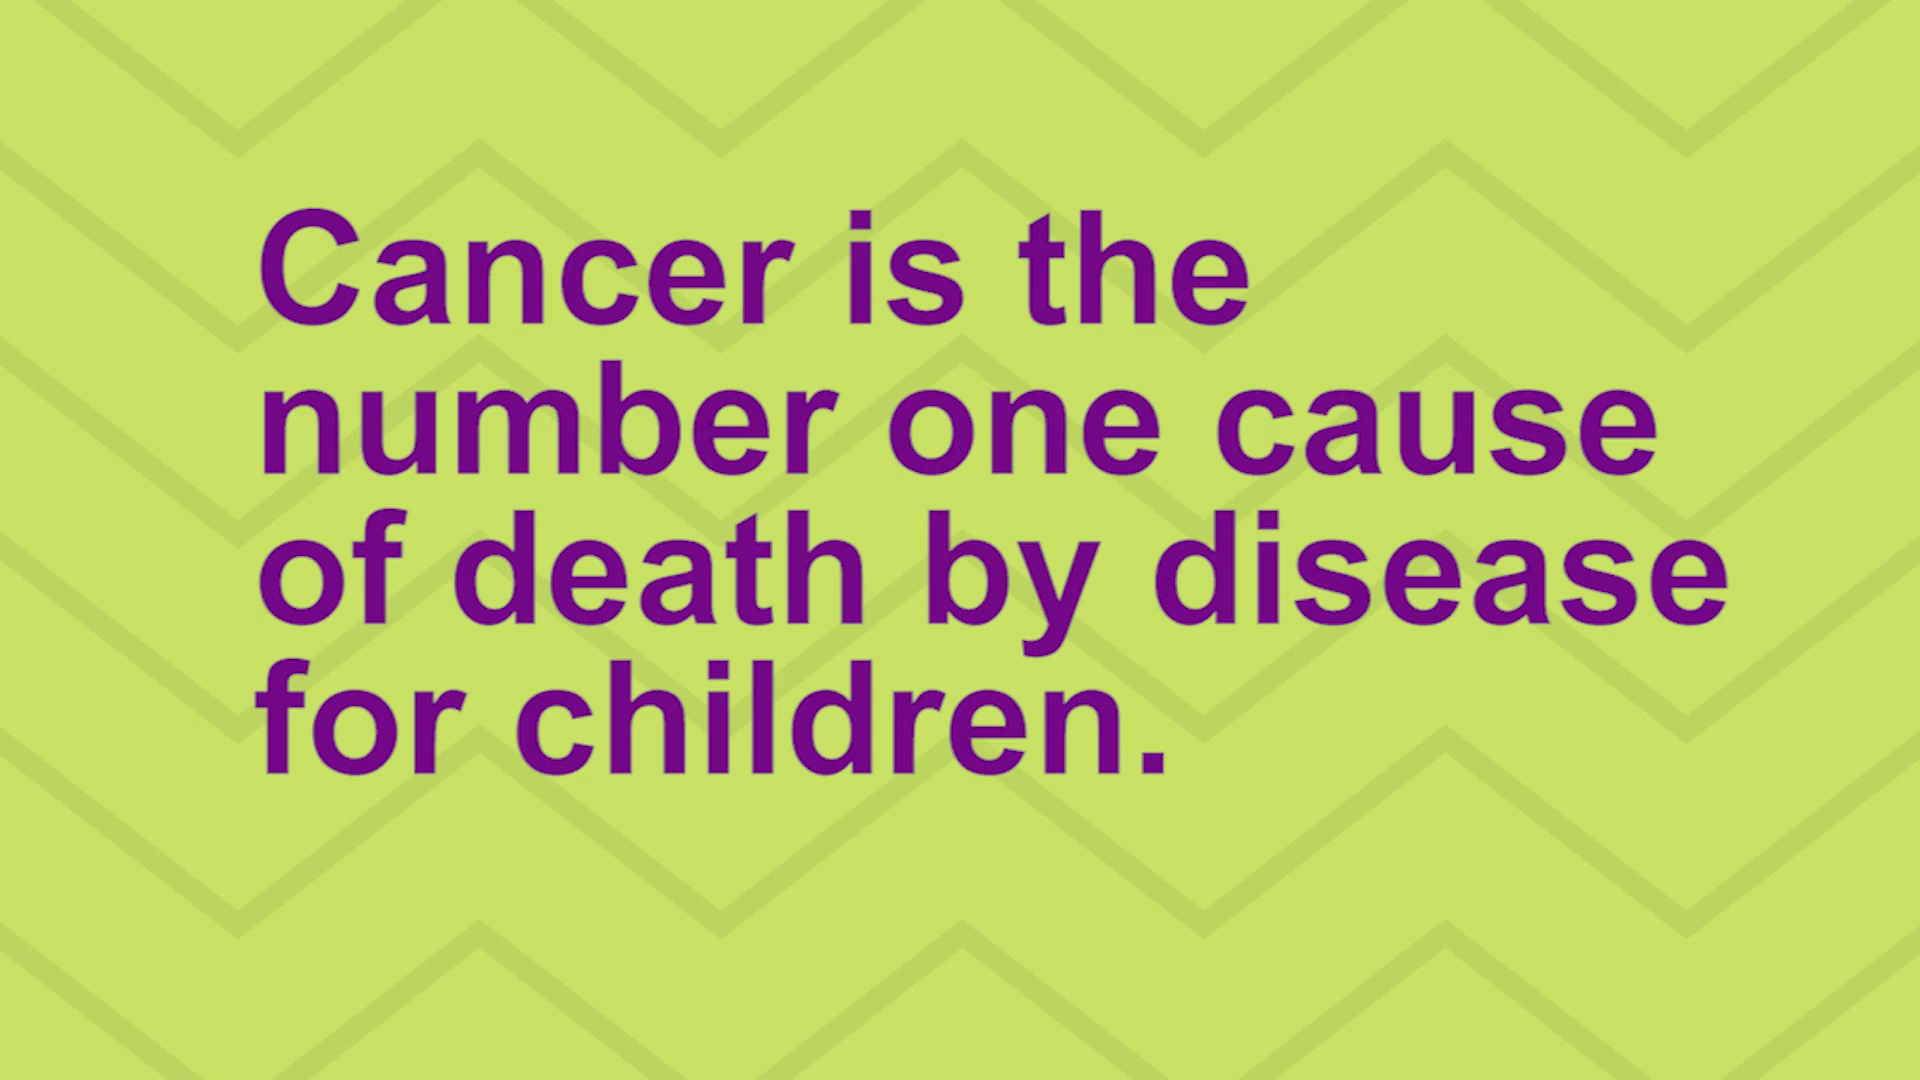 Cancer is the
number one cause
of death by disease
for children.